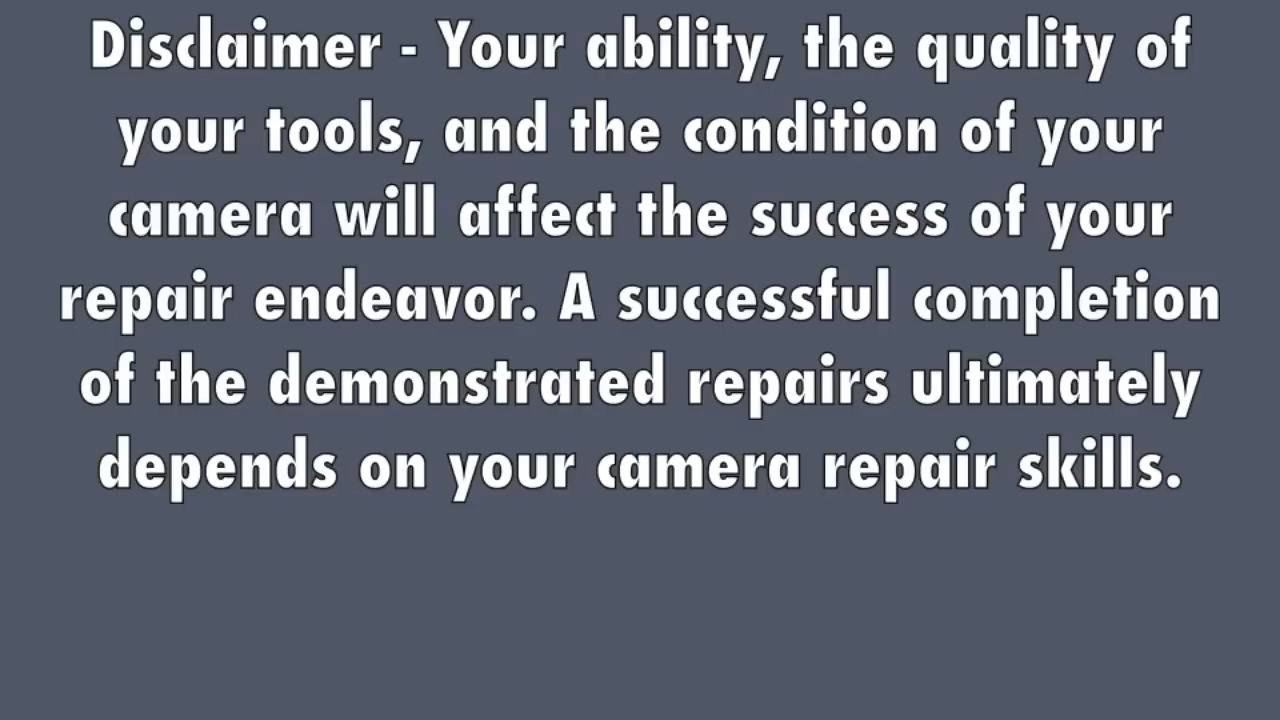 Disclaimer - Your ability, the quality of
your tools, and the condition of your
camera will affect the success of your
repair endeavor. A successful completion
of the demonstrated repairs ultimately
depends on your camera repair skills.